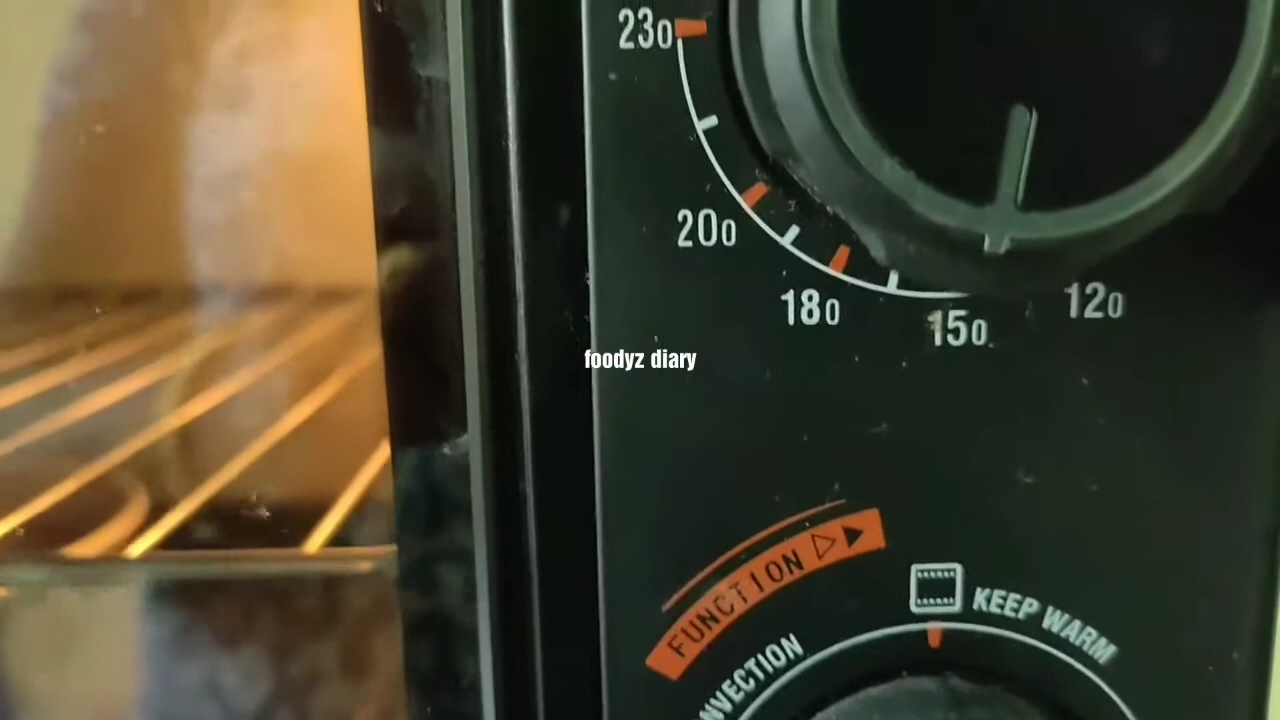 230
200
180
150
120
foodyz diary
FUNCTION
KEEP WARM
NVECTION